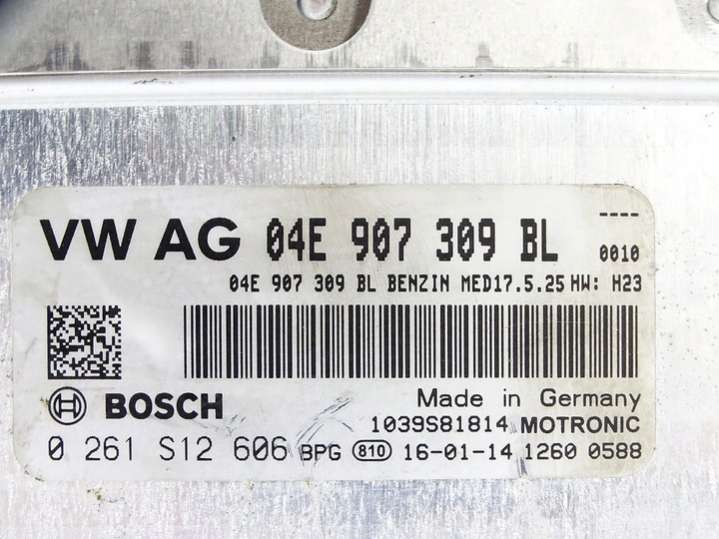 ----
VW AG 04E 907 309 BL 0010
04E 907 309 BL BENZIN MED17.5.25 HW: H23
BOSCH Made in Germany
1039S81814 MOTRONIC
0 261 S12 606 BPG 810 16-01-14 1260 0588